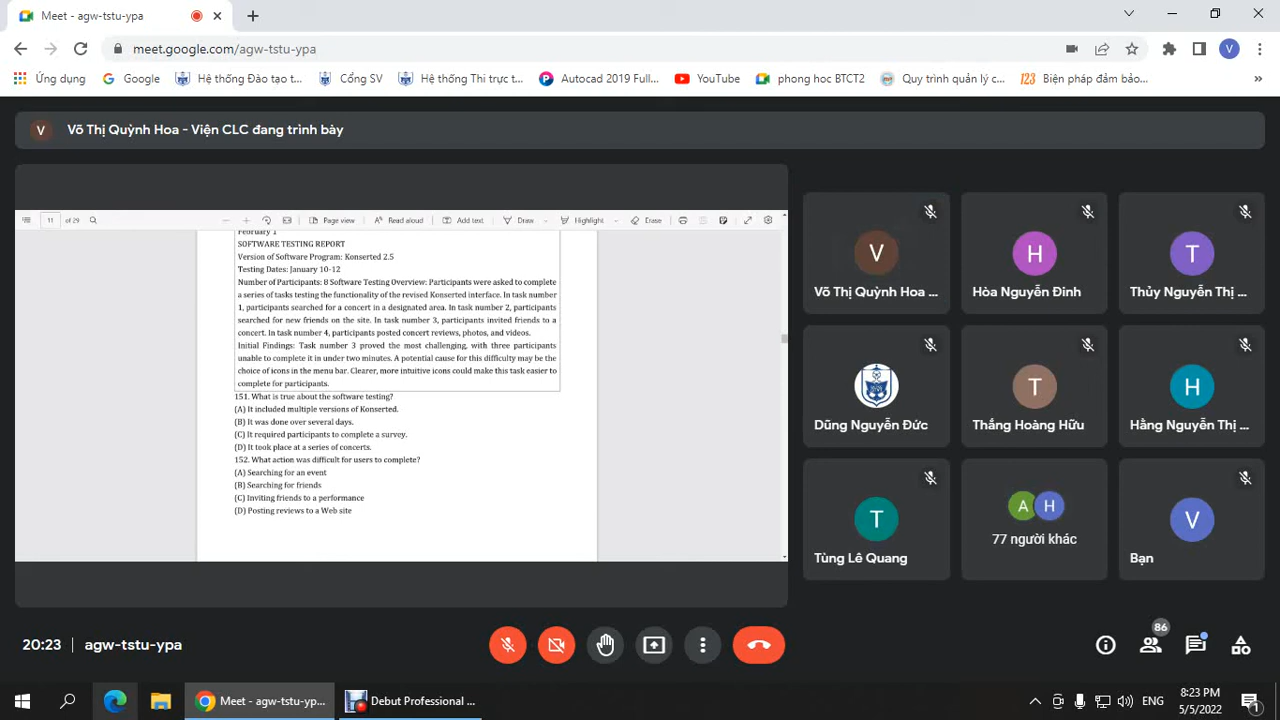 Meet - agw-tstu-ypa
meet.google.com/agw-tstu-ypa
Ứng dụng
Google
Hệ thống Đào tạo t...
Cổng SV
Hệ thống Thi trực t...
Autocad 2019 Full...
YouTube
phong hoc BTCT2
Quy trình quản lý c...
123 Biện pháp đảm bảo...
V
V Võ Thị Quỳnh Hoa - Viện CLC đang trình bày
11 of 29
Page view
Read aloud
Add text
Draw
Highlight
Erase
February 1
SOFTWARE TESTING REPORT
Version of Software Program: Konserted 2.5
Testing Dates: January 10-12
Number of Participants: 8 Software Testing Overview: Participants were asked to complete
a series of tasks testing the functionality of the revised Konserted interface. In task number
1, participants searched for a concert in a designated area. In task number 2, participants
searched for new friends on the site. In task number 3, participants invited friends to a
concert. In task number 4, participants posted concert reviews, photos, and videos.
Initial Findings: Task number 3 proved the most challenging, with three participants
unable to complete it in under two minutes. A potential cause for this difficulty may be the
choice of icons in the menu bar. Clearer, more intuitive icons could make this task easier to
complete for participants.
151. What is true about the software testing?
(A) It included multiple versions of Konserted.
(B) It was done over several days.
(C) It required participants to complete a survey.
(D) It took place at a series of concerts.
152. What action was difficult for users to complete?
(A) Searching for an event
(B) Searching for friends
(C) Inviting friends to a performance
(D) Posting reviews to a Web site
V
Võ Thị Quỳnh Hoa ...
H
Hòa Nguyễn Đình
T
Thủy Nguyễn Thị ...
Dũng Nguyễn Đức
T
Thắng Hoàng Hữu
H
Hằng Nguyễn Thị ...
T
Tùng Lê Quang
A H
77 người khác
V
Bạn
20:23 | agw-tstu-ypa
86
Meet - agw-tstu-yp...
Debut Professional ...
ENG
8:23 PM
5/5/2022
1